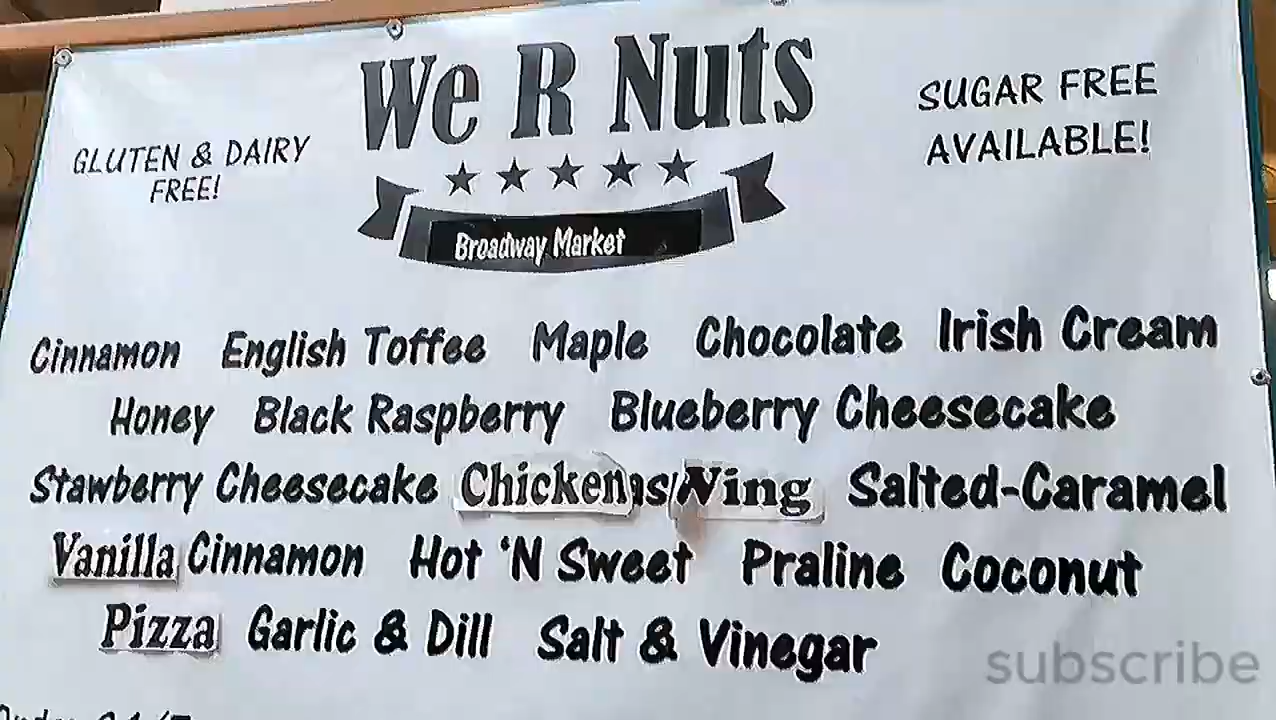 We R Nuts
GLUTEN & DAIRY
FREE!
SUGAR FREE
AVAILABLE!
Broadway Market
Cinnamon English Toffee Maple Chocolate Irish Cream
Honey Black Raspberry Blueberry Cheesecake
Stawberry Cheesecake Chicken Wing Salted-Caramel
Vanilla Cinnamon Hot 'N Sweet Praline Coconut
Pizza Garlic & Dill Salt & Vinegar
subscribe